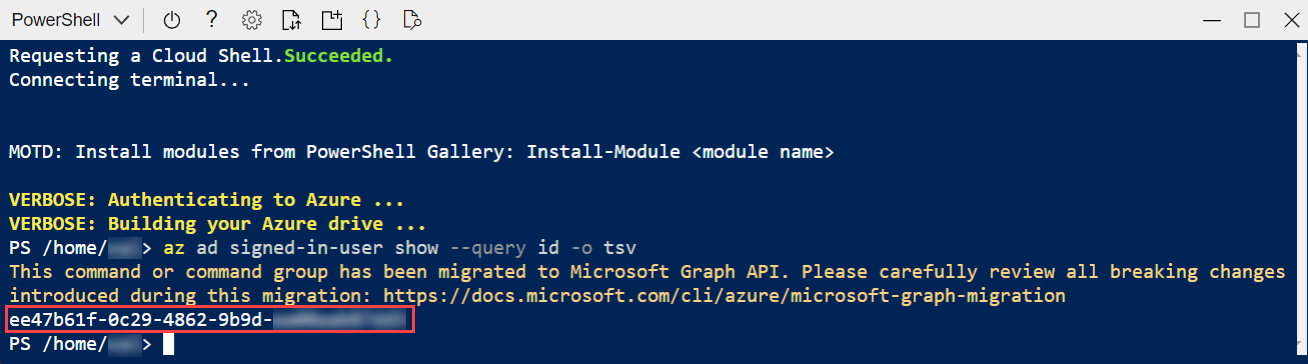 PowerShell
?
{}
Requesting a Cloud Shell.Succeeded.
Connecting terminal...
MOTD: Install modules from PowerShell Gallery: Install-Module <module name>
VERBOSE: Authenticating to Azure ...
VERBOSE: Building your Azure drive ...
PS /home/> az ad signed-in-user show --query id -o tsv
This command or command group has been migrated to Microsoft Graph API. Please carefully review all breaking changes
introduced during this migration: https://docs.microsoft.com/cli/azure/microsoft-graph-migration
ee47b61f-0c29-4862-9b9d-
PS /home/>